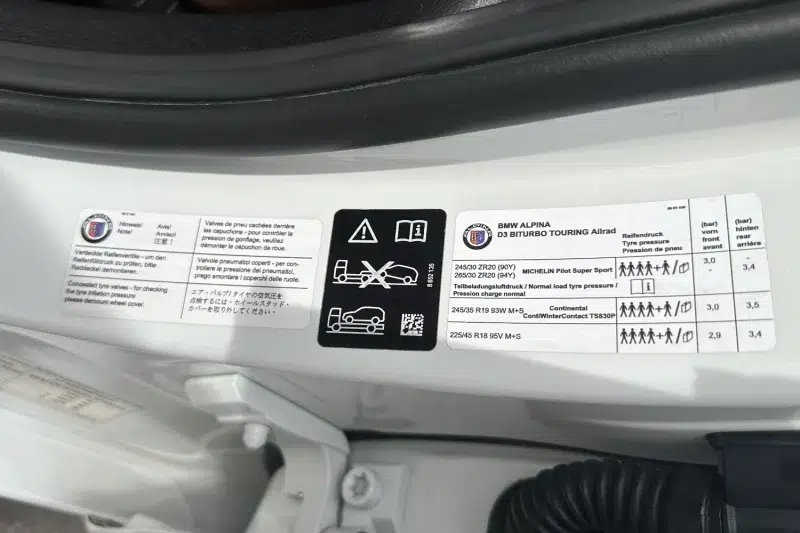 Hinweis!
Note!
Avis!
Avviso!
注意！
Valves de pneu cachées derrière
les capuchons - pour contrôler la
pression de gonflage, veuillez
démonter le capuchon de roue.
Verdeckte Reifenventile - um den
Reifenfülldruck zu prüfen, bitte
Raddeckel demontieren.
Valvole pneumatici coperti - per con-
trollare la pressione dei pneumatici,
prego smontare i coperchi delle ruote.
Concealed tyre valves - for checking
the tyre inflation pressure
please demount wheel cover.
エア・バルブ/タイヤの空気圧を
点検するには・ホイールスタッド・
カバーを取り外してください・
8 652 135
BMW ALPINA
D3 BITURBO TOURING Allrad
Reifendruck
Tyre pressure
Pression de pneu
(bar)
vorn
front
avant
(bar)
hinten
rear
arrière
245/30 ZR20 (90Y)
265/30 ZR20 (94Y)
MICHELIN Pilot Super Sport
3,0
-
-
3,4
Teilbeladungsluftdruck / Normal load tyre pressure /
Pression charge normal
245/35 R19 93W M+S
Continental
ContiWinterContact TS830P
3,0
3,5
225/45 R18 95V M+S
2,9
3,4